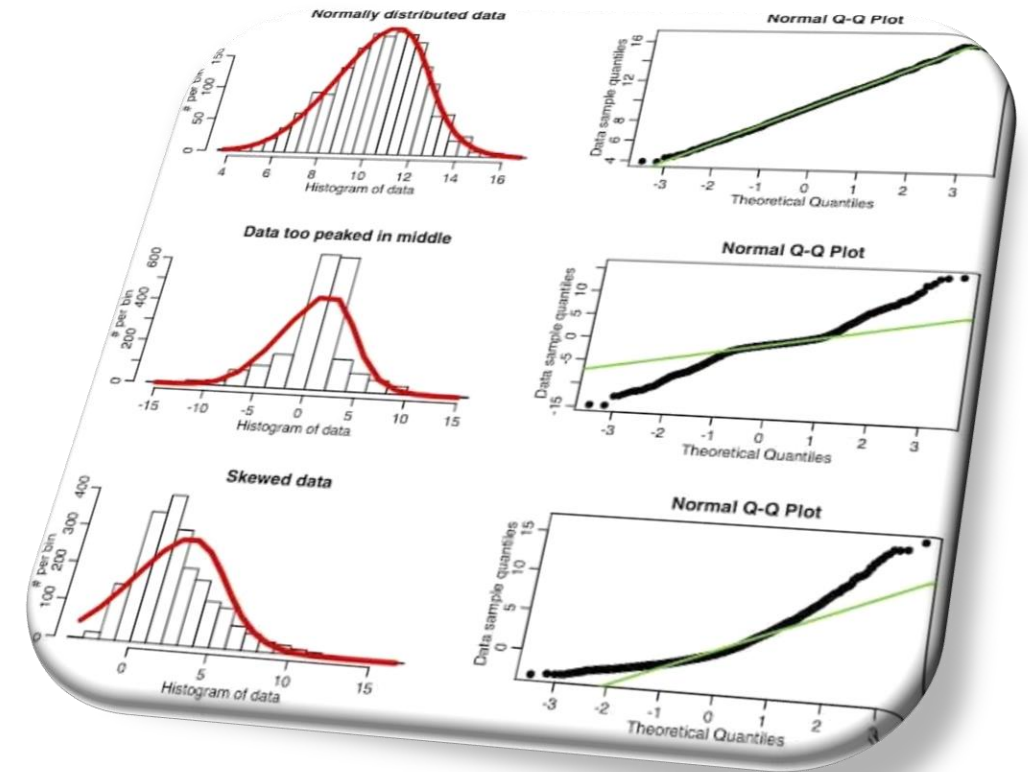 Normally distributed data
# per bin
0 50 100 150
4 6 8 10 12 14 16
Histogram of data
Normal Q-Q Plot
Data sample quantiles
4 6 8 12 16
-3 -2 -1 0 1 2 3
Theoretical Quantiles
Data too peaked in middle
# per bin
0 200 400 600
-15 -10 -5 0 5 10 15
Histogram of data
Normal Q-Q Plot
Data sample quantiles
-15 -5 0 5 10
-3 -2 -1 0 1 2 3
Theoretical Quantiles
Skewed data
# per bin
0 100 200 300 400
0 5 10 15
Histogram of data
Normal Q-Q Plot
Data sample quantiles
0 5 10 15
-3 -2 -1 0 1 2
Theoretical Quantiles